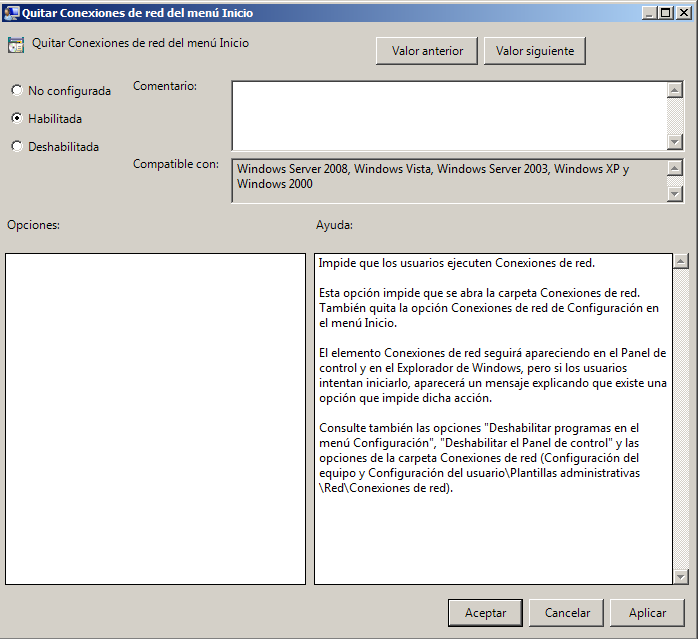 Quitar Conexiones de red del menú Inicio
Quitar Conexiones de red del menú Inicio
Valor anterior
Valor siguiente
No configurada
Habilitada
Deshabilitada
Comentario:
Compatible con:
Windows Server 2008, Windows Vista, Windows Server 2003, Windows XP y
Windows 2000
Opciones:
Ayuda:
Impide que los usuarios ejecuten Conexiones de red.
Esta opción impide que se abra la carpeta Conexiones de red.
También quita la opción Conexiones de red de Configuración en
el menú Inicio.
El elemento Conexiones de red seguirá apareciendo en el Panel de
control y en el Explorador de Windows, pero si los usuarios
intentan iniciarlo, aparecerá un mensaje explicando que existe una
opción que impide dicha acción.
Consulte también las opciones "Deshabilitar programas en el
menú Configuración", "Deshabilitar el Panel de control" y las
opciones de la carpeta Conexiones de red (Configuración del
equipo y Configuración del usuario\Plantillas administrativas
\Red\Conexiones de red).
Aceptar
Cancelar
Aplicar